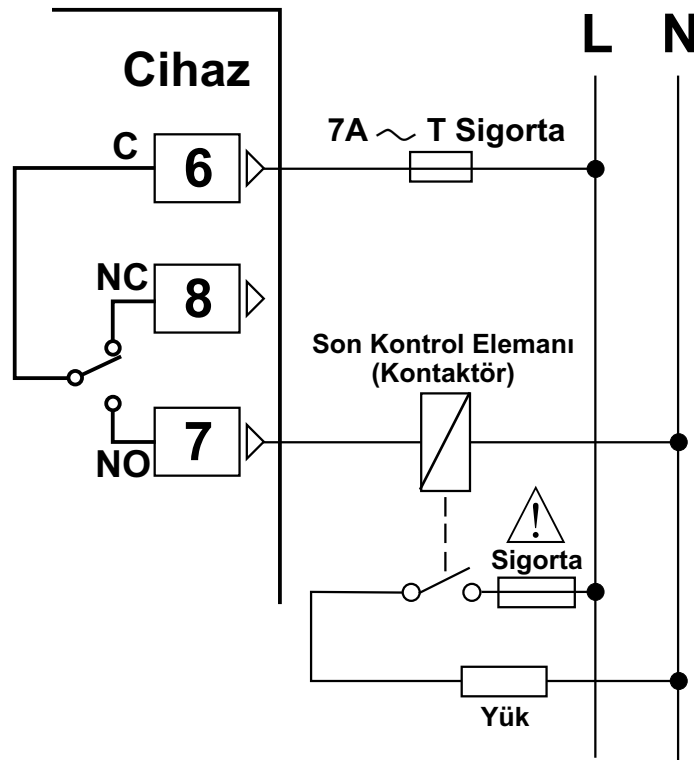 L N
Cihaz
7A ～ T Sigorta
C
6
NC
8
Son Kontrol Elemanı
(Kontaktör)
7
NO
!
Sigorta
Yük